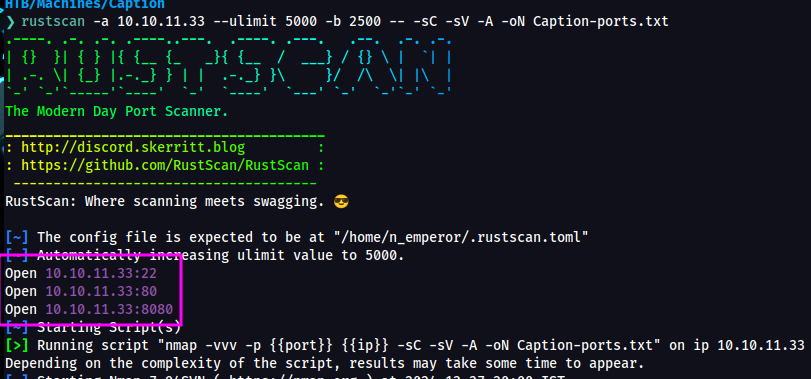 HTB/Machines/Caption
❯ rustscan -a 10.10.11.33 --ulimit 5000 -b 2500 -- -sC -sV -A -oN Caption-ports.txt
.----. .-. .-. .----..---.  .----. .---.   .--.  .-. .-.
| {}  }| { } |{ {__ {_   _}{ {__  /  ___} / {} \ |  `| |
| .-. \| {_} |.-._} } | |  .-._} }\     }/  /\  \| |\  |
`-' `-'`-----'`----'  `-'  `----'  `---' `-'  `-'`-' `-'
The Modern Day Port Scanner.
________________________________________
: http://discord.skerritt.blog         :
: https://github.com/RustScan/RustScan :
 --------------------------------------
RustScan: Where scanning meets swagging. 😎
[~] The config file is expected to be at "/home/n_emperor/.rustscan.toml"
[~] Automatically increasing ulimit value to 5000.
Open 10.10.11.33:22
Open 10.10.11.33:80
Open 10.10.11.33:8080
[~] Starting Script(s)
[>] Running script "nmap -vvv -p {{port}} {{ip}} -sC -sV -A -oN Caption-ports.txt" on ip 10.10.11.33
Depending on the complexity of the script, results may take some time to appear.